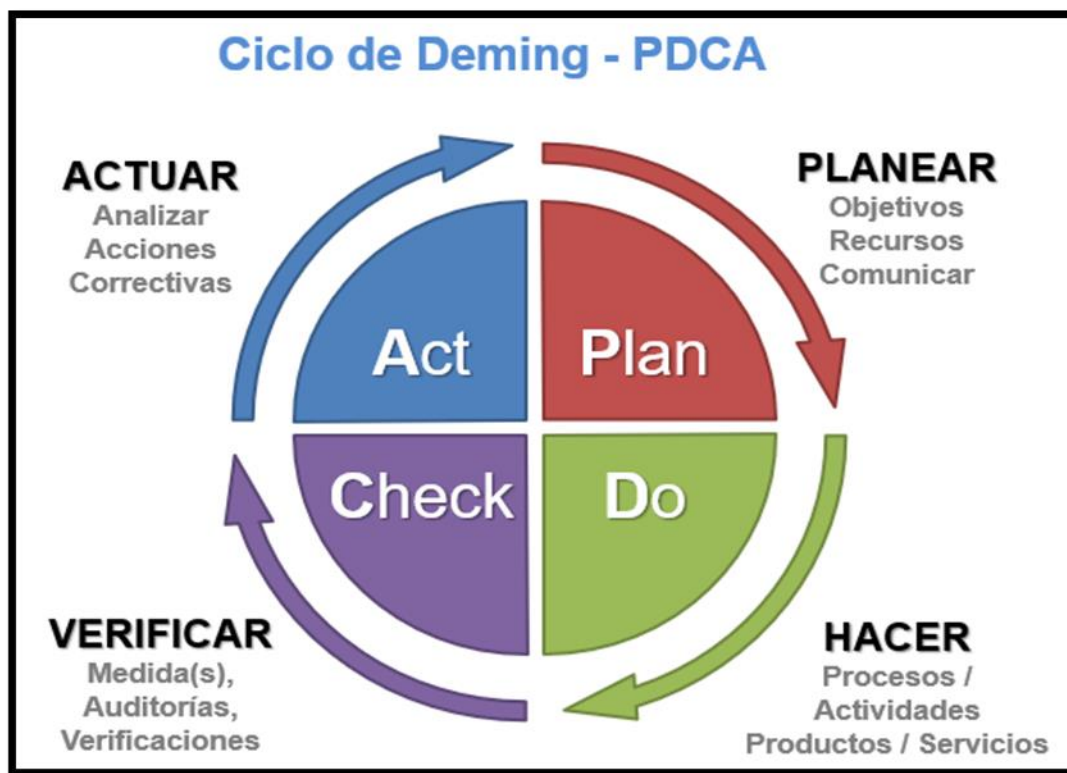 Ciclo de Deming - PDCA
ACTUAR
Analizar
Acciones
Correctivas
PLANEAR
Objetivos
Recursos
Comunicar
Act
Plan
Check
Do
VERIFICAR
Medida(s),
Auditorías,
Verificaciones
HACER
Procesos /
Actividades
Productos / Servicios